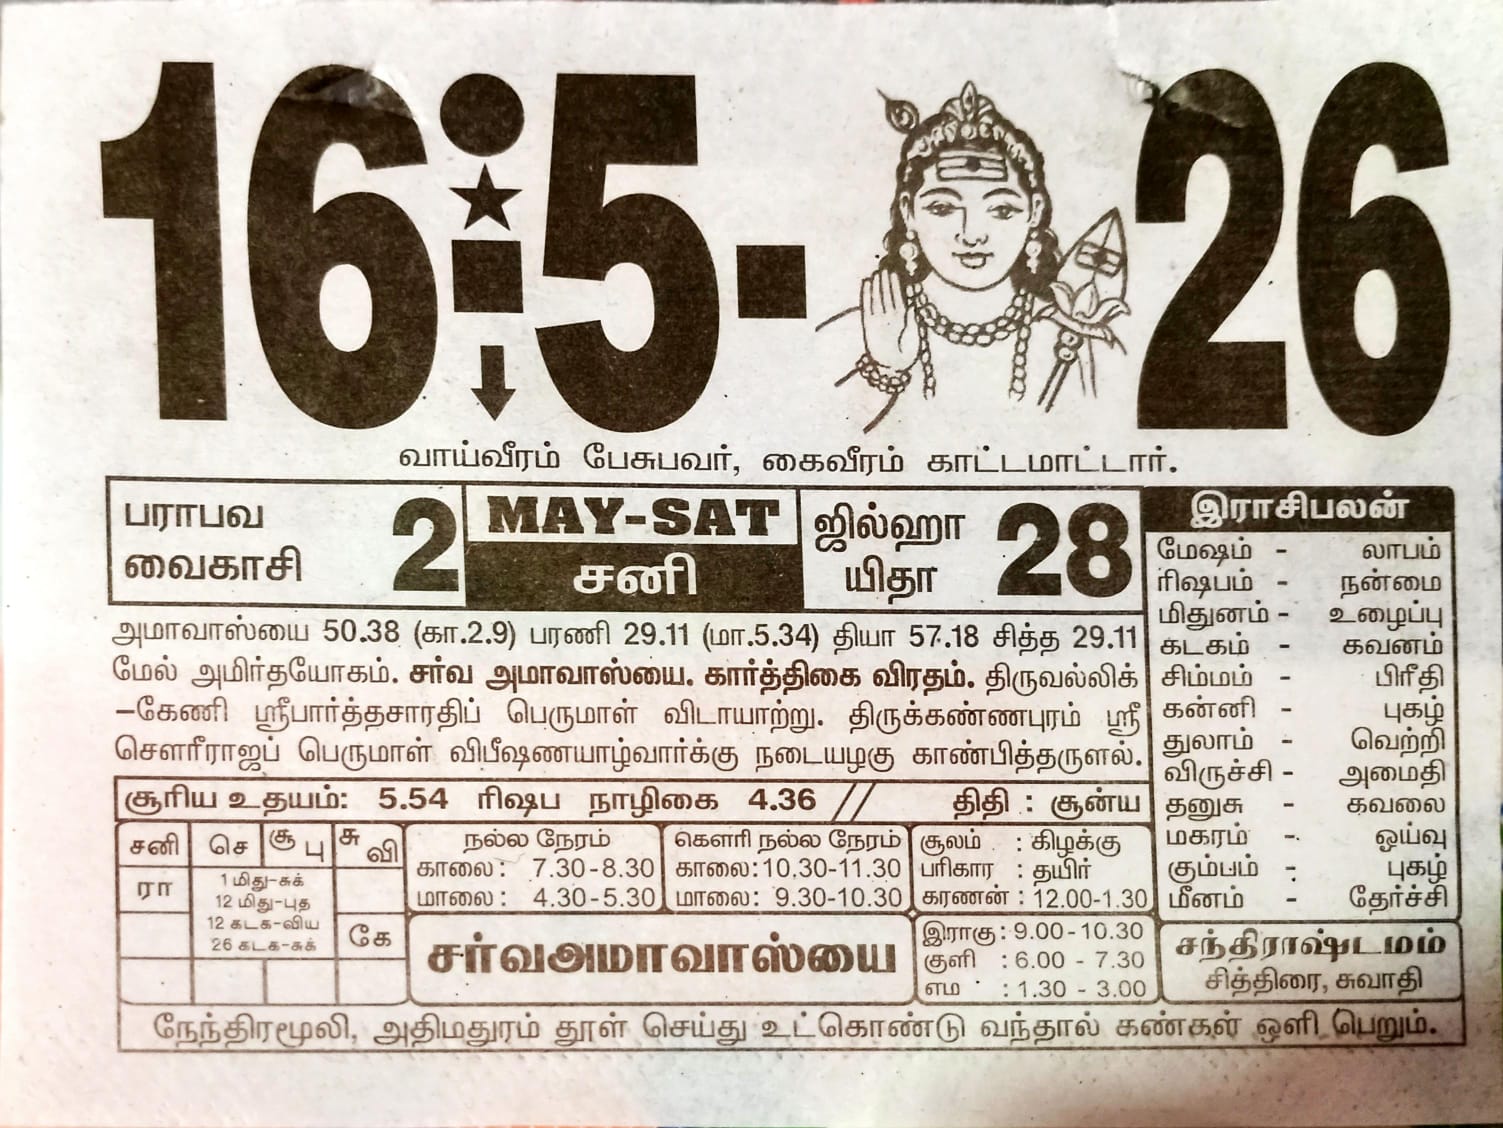 16-5-26
வாய்வீரம் பேசுபவர், கைவீரம் காட்டமாட்டார்.
பராபவ
வைகாசி 2
MAY-SAT
சனி
ஜில்ஹா
யிதா 28
அமாவாஸ்யை 50.38 (கா.2.9) பரணி 29.11 (மா.5.34) தியா 57.18 சித்த 29.11
மேல் அமிர்தயோகம். சர்வ அமாவாஸ்யை. கார்த்திகை விரதம். திருவல்லிக்
-கேணி ஸ்ரீபார்த்தசாரதிப் பெருமாள் விடாயாற்று. திருக்கண்ணபுரம் ஸ்ரீ
சௌரீராஜப் பெருமாள் விபீஷணயாழ்வார்க்கு நடையழகு காண்பித்தருளல்.
சூரிய உதயம்: 5.54 ரிஷப நாழிகை 4.36 // திதி : சூன்ய
சனி செ சூ பு சு வி
ரா
1 மிது-சுக்
12 மிது-புத
12 கடக-விய
26 கடக-சுக்
கே
நல்ல நேரம்
காலை: 7.30-8.30
மாலை: 4.30-5.30
கௌரி நல்ல நேரம்
காலை: 10.30-11.30
மாலை: 9.30-10.30
சர்வஅமாவாஸ்யை
சூலம் : கிழக்கு
பரிகார : தயிர்
கரணன் : 12.00-1.30
இராகு : 9.00-10.30
குளி : 6.00 - 7.30
எம : 1.30 - 3.00
இராசிபலன்
மேஷம் - லாபம்
ரிஷபம் - நன்மை
மிதுனம் - உழைப்பு
கடகம் - கவனம்
சிம்மம் - பிரீதி
கன்னி - புகழ்
துலாம் - வெற்றி
விருச்சி - அமைதி
தனுசு - கவலை
மகரம் - ஓய்வு
கும்பம் - புகழ்
மீனம் - தேர்ச்சி
சந்திராஷ்டமம்
சித்திரை, சுவாதி
நேந்திரமூலி, அதிமதுரம் தூள் செய்து உட்கொண்டு வந்தால் கண்கள் ஒளி பெறும்.